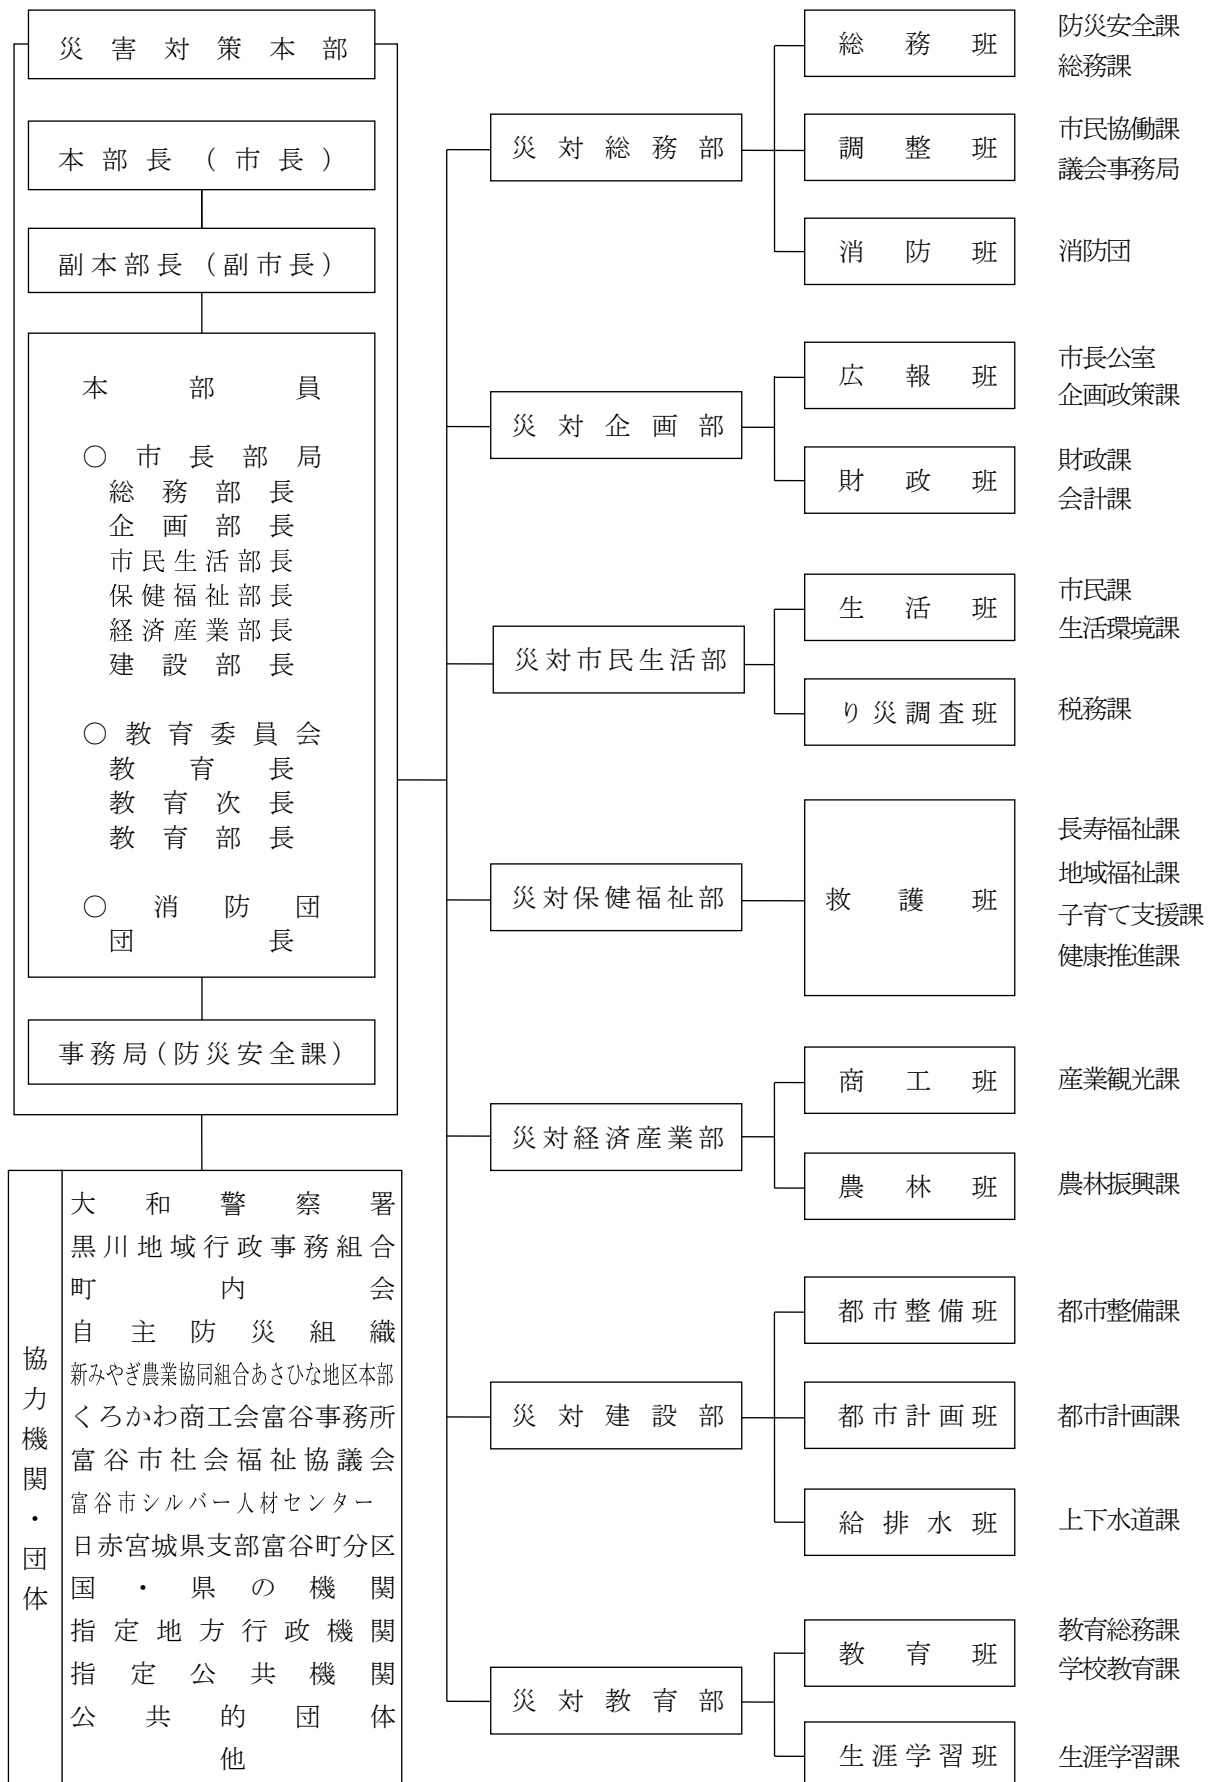 災害対策本部
本部長（市長）
副本部長（副市長）
本部員
○市長部局
総務部長
企画部長
市民生活部長
保健福祉部長
経済産業部長
建設部長
○教育委員会
教育長
教育次長
教育部長
○消防団
団長
事務局（防災安全課）
協力機関・団体
大和警察署
黒川地域行政事務組合
町内会
自主防災組織
新みやぎ農業協同組合あさひな地区本部
くろかわ商工会富谷事務所
富谷市社会福祉協議会
富谷市シルバー人材センター
日赤宮城県支部富谷町分区
国・県の機関
指定地方行政機関
指定公共機関
公共的団体
他
災対総務部
総務班
防災安全課
総務課
調整班
市民協働課
議会事務局
消防班
消防団
災対企画部
広報班
市長公室
企画政策課
財政班
財政課
会計課
災対市民生活部
生活班
市民課
生活環境課
り災調査班
税務課
災対保健福祉部
救護班
長寿福祉課
地域福祉課
子育て支援課
健康推進課
災対経済産業部
商工班
産業観光課
農林班
農林振興課
災対建設部
都市整備班
都市整備課
都市計画班
都市計画課
給排水班
上下水道課
災対教育部
教育班
教育総務課
学校教育課
生涯学習班
生涯学習課